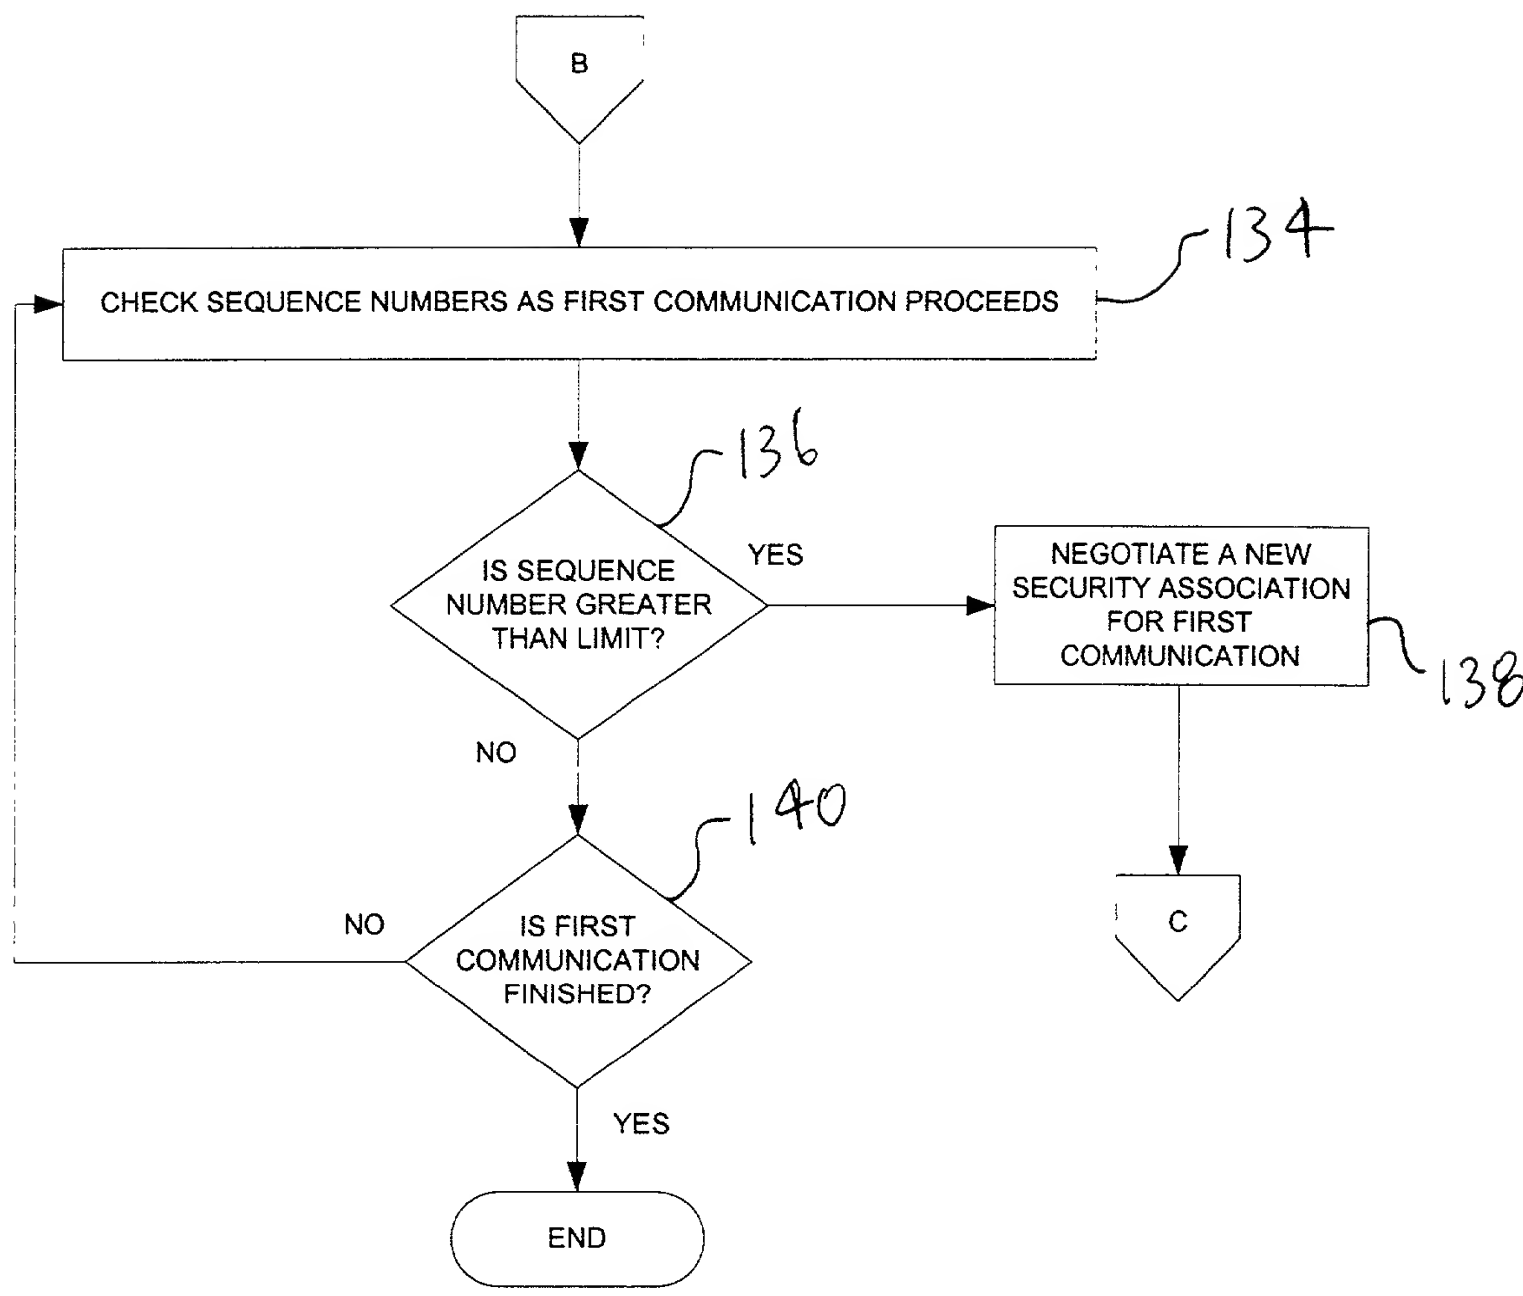 B
134
CHECK SEQUENCE NUMBERS AS FIRST COMMUNICATION PROCEEDS
136
IS SEQUENCE
NUMBER GREATER
THAN LIMIT?
YES
NEGOTIATE A NEW
SECURITY ASSOCIATION
FOR FIRST
COMMUNICATION
138
NO
140
IS FIRST
COMMUNICATION
FINISHED?
NO
C
YES
END